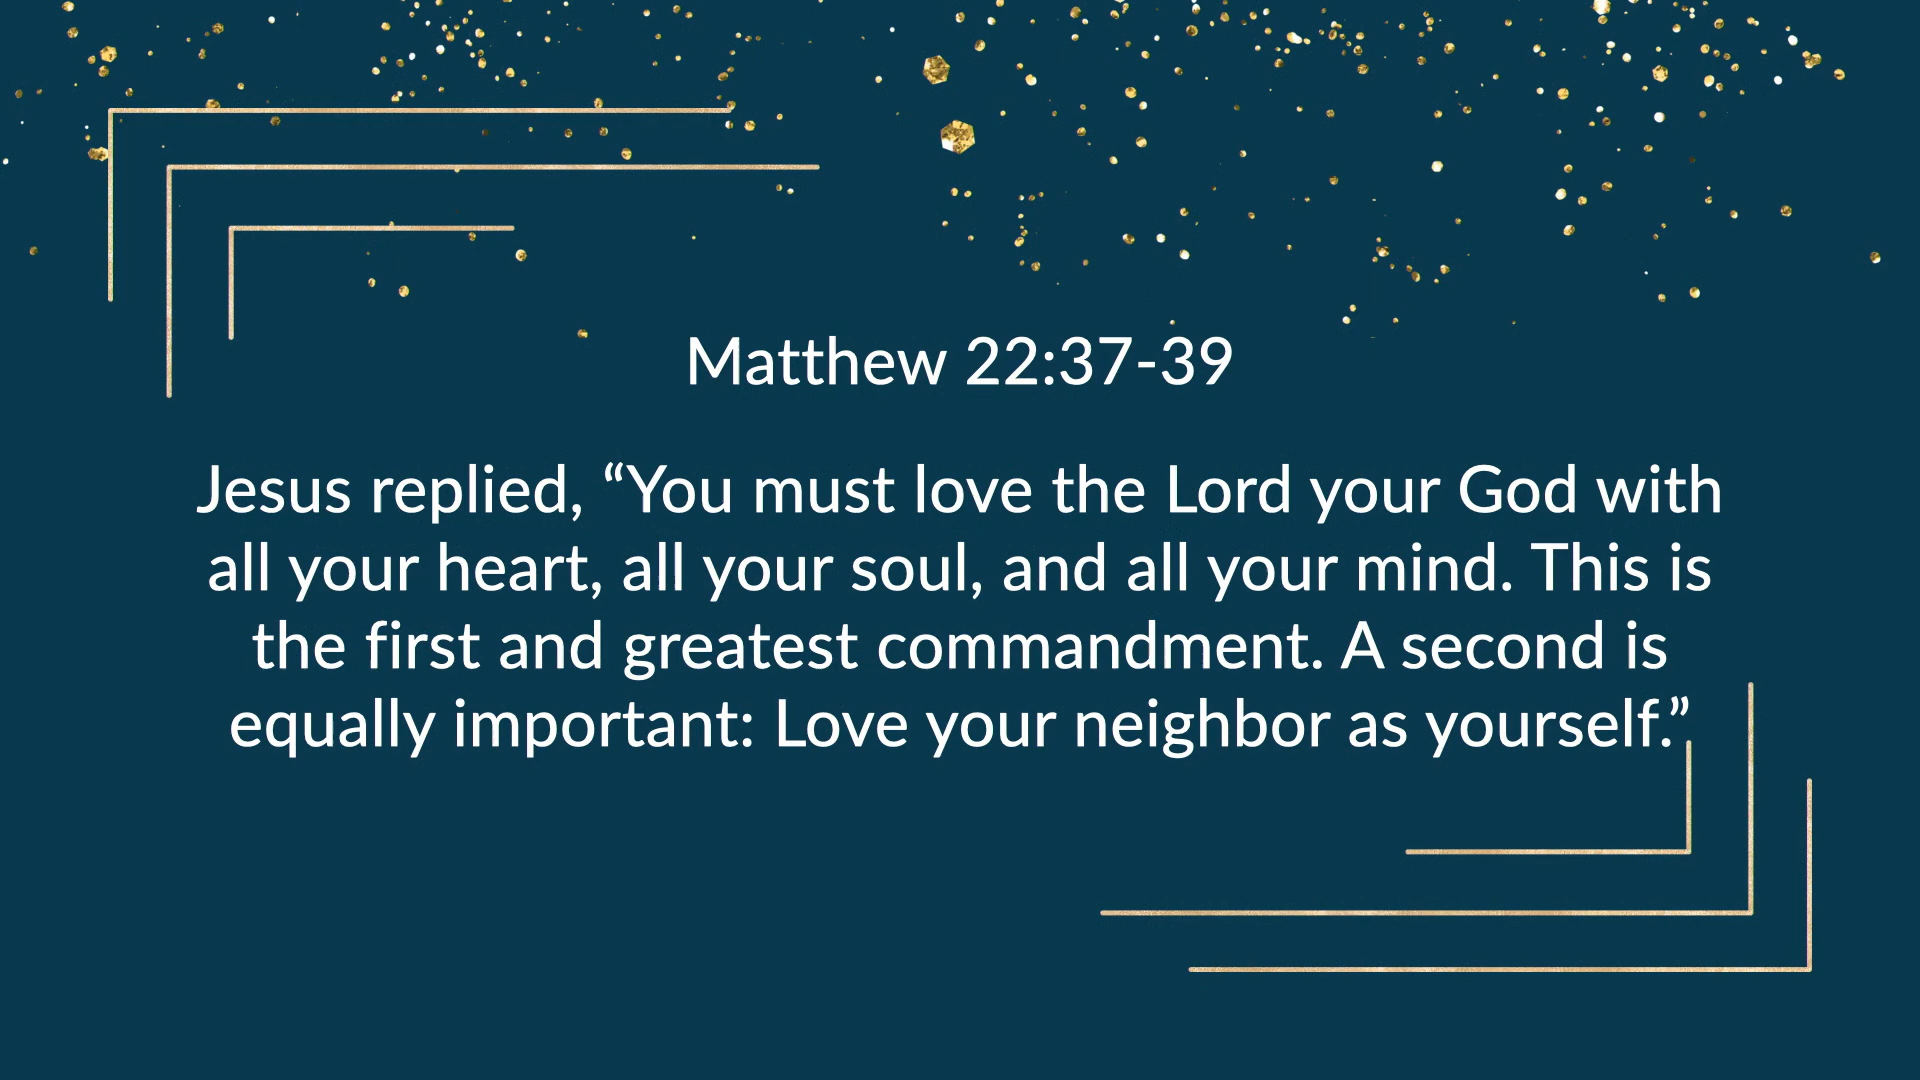 Matthew 22:37-39
Jesus replied, “You must love the Lord your God with
all your heart, all your soul, and all your mind. This is
the first and greatest commandment. A second is
equally important: Love your neighbor as yourself.”